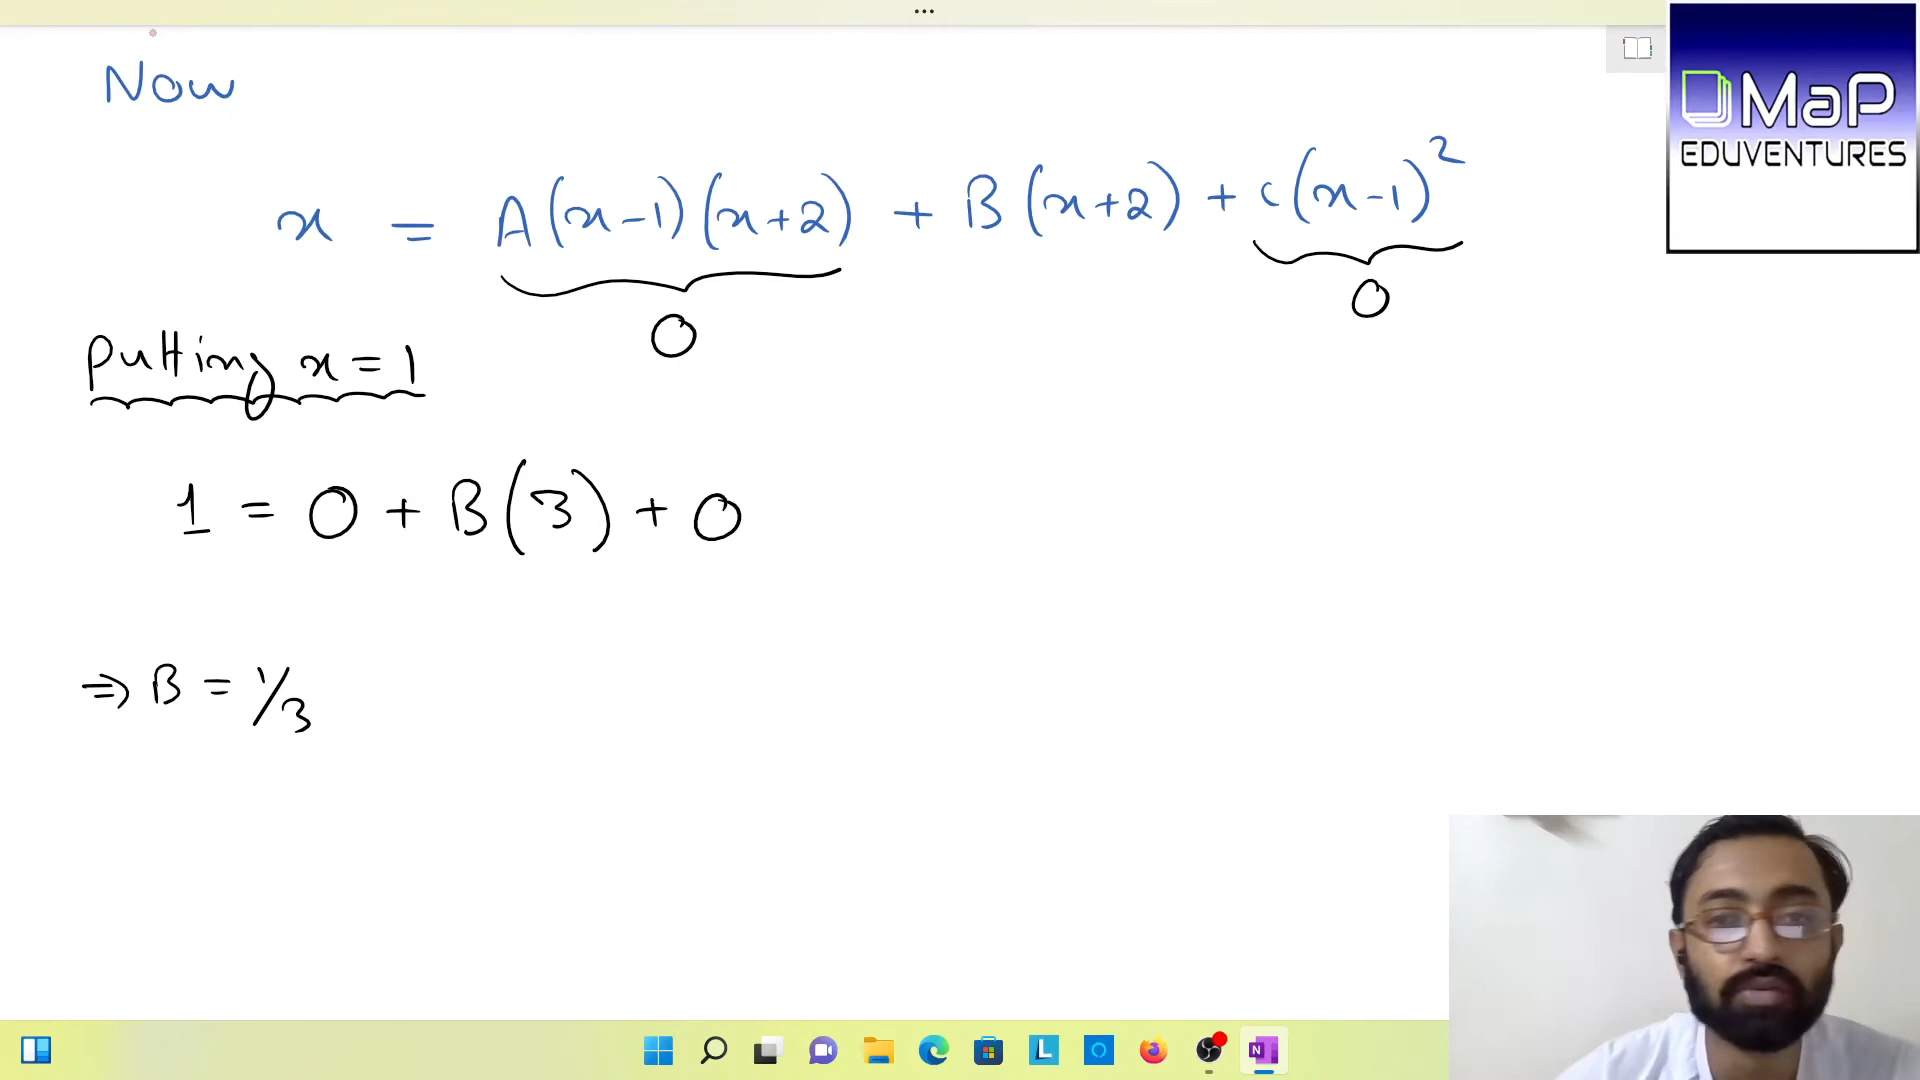 ...
MaP
EDUVENTURES
Now
x = A(x-1)(x+2) + B(x+2) + c(x-1)²
0
0
Putting x = 1
1 = 0 + B(3) + 0
⇒ B = 1/3
L
N